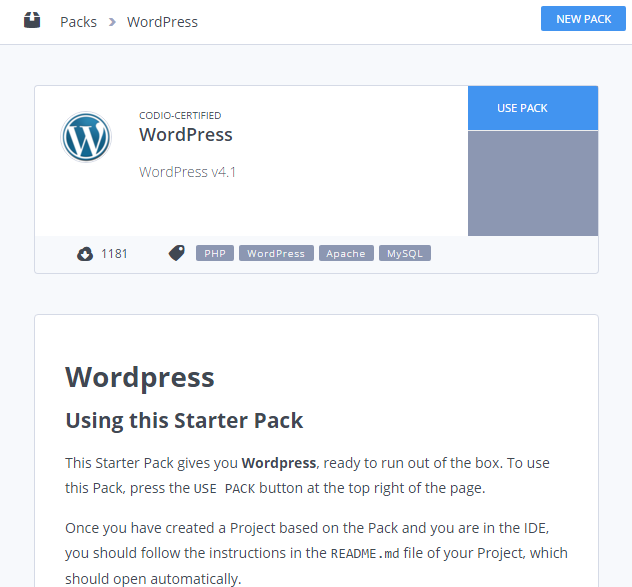 Packs > WordPress
NEW PACK
CODIO-CERTIFIED
WordPress
WordPress v4.1
USE PACK
1181
PHP WordPress Apache MySQL
Wordpress
Using this Starter Pack
This Starter Pack gives you Wordpress, ready to run out of the box. To use
this Pack, press the USE PACK button at the top right of the page.
Once you have created a Project based on the Pack and you are in the IDE,
you should follow the instructions in the README.md file of your Project, which
should open automatically.